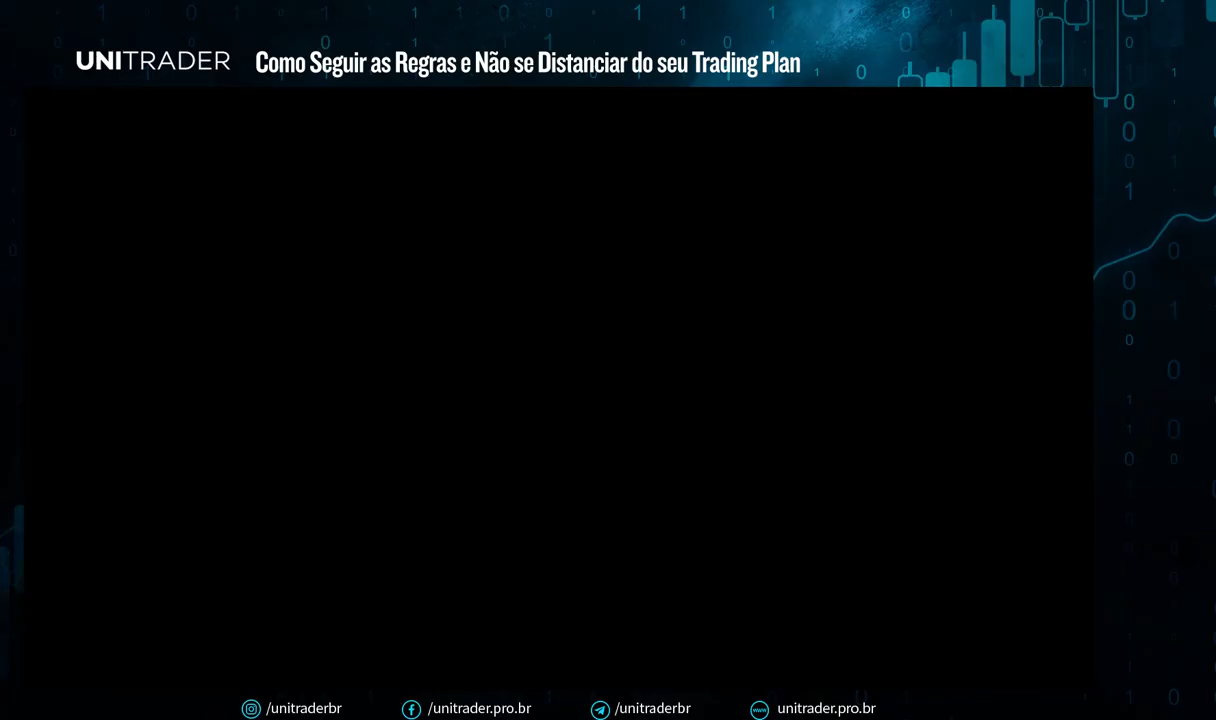 UNITRADER Como Seguir as Regras e Não se Distanciar do seu Trading Plan
/unitraderbr /unitrader.pro.br /unitraderbr www unitrader.pro.br